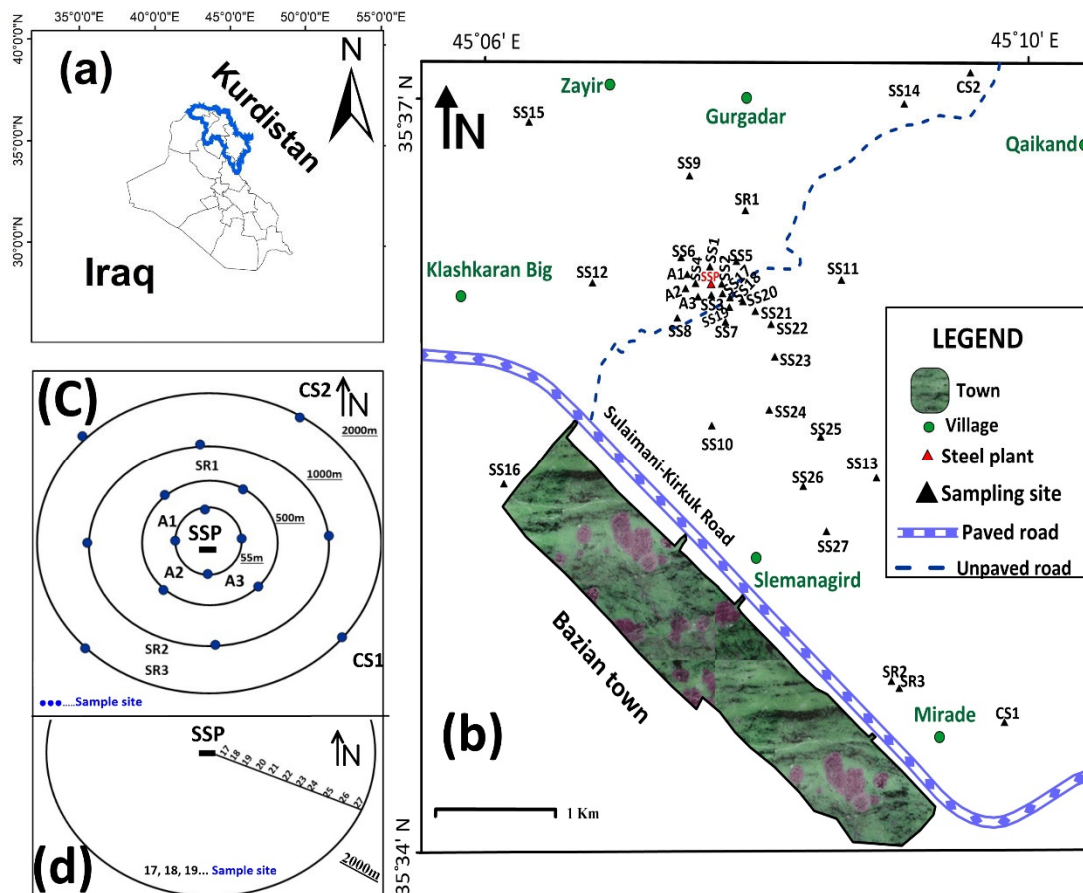 35°0'0"E 40°0'0"E 45°0'0"E 50°0'0"E 55°0'0"E
40°0'0"N
35°0'0"N
30°0'0"N
(a)
N
Kurdistan
Iraq
(C)
CS2
N
2000m
1000m
SR1
500m
A1
SSP
55m
A2
A3
SR2
SR3
CS1
●●●.....Sample site
SSP
N
17
18
19
20
21
22
23
24
25
26
27
(d)
17, 18, 19... Sample site
2000m
45°06' E
45°10' E
35°37' N
35°34' N
N
Zayir
Gurgadar
SS14
CS2
SS15
Qaikand
SS9
SR1
SS6
SS1
SS5
A1
SS4
SSP
SS2
SS17
SS18
SS11
Klashkaran Big
SS12
A2
A3
SS3
SS20
SS21
SS8
SS19
SS7
SS22
SS23
SS24
SS10
SS25
SS26
SS13
SS16
SS27
Sulaimani-Kirkuk Road
Slemanagird
Bazian town
SR2
SR3
Mirade
CS1
(b)
1 Km
LEGEND
Town
Village
Steel plant
Sampling site
Paved road
Unpaved road